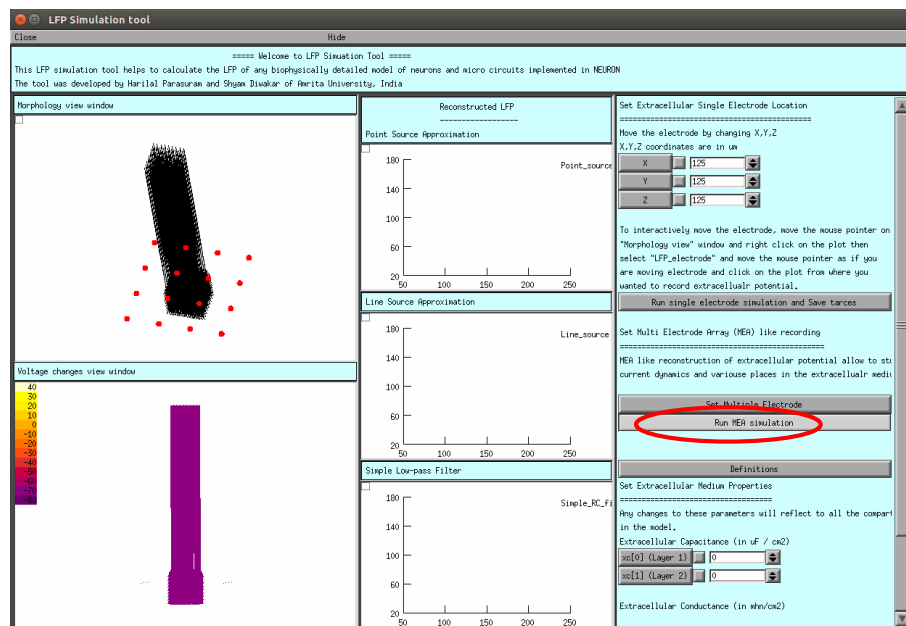 LFP Simulation tool
Close Hide
===== Welcome to LFP Simuation Tool =====
This LFP simulation tool helps to calculate the LFP of any biophysically detailed model of neurons and micro circuits implemented in NEURON
The tool was developed by Harilal Parasuram and Shyam Diwakar of Amrita University, India
Morphology view window
Voltage changes view window
40
30
20
10
0
-10
-20
-30
-40
-50
-60
-70
-80
Reconstructed LFP
------------------
Point Source Approximation
180
140
100
60
20
50 100 150 200 250
Point_source
Line Source Approximation
180
140
100
60
20
50 100 150 200 250
Line_source
Simple Low-pass Filter
180
140
100
60
20
50 100 150 200 250
Simple_RC_fi
Set Extracellular Single Electrode Location
============================================
Move the electrode by changing X,Y,Z
X,Y,Z coordinates are in um
X 125
Y 125
Z 125
To interactively move the electrode, move the mouse pointer on
"Morphology view" window and right click on the plot then
select "LFP_electrode" and move the mouse pointer as if you
are moving electrode and click on the plot from where you
wanted to record extracellualr potential.
Run single electrode simulation and Save tarces
Set Multi Electrode Array (MEA) like recording
===============================================
MEA like reconstruction of extracellular potential allow to stu
current dynamics and variouse places in the extracellualr mediu
Set Multiple Electrode
Run MEA simulation
Definitions
Set Extracellular Medium Properties
===================================
Any changes to these parameters will reflect to all the compart
in the model.
Extracellular Capacitance (in uF / cm2)
xc[0] (Layer 1) 0
xc[1] (Layer 2) 0
Extracellular Conductance (in mhn/cm2)